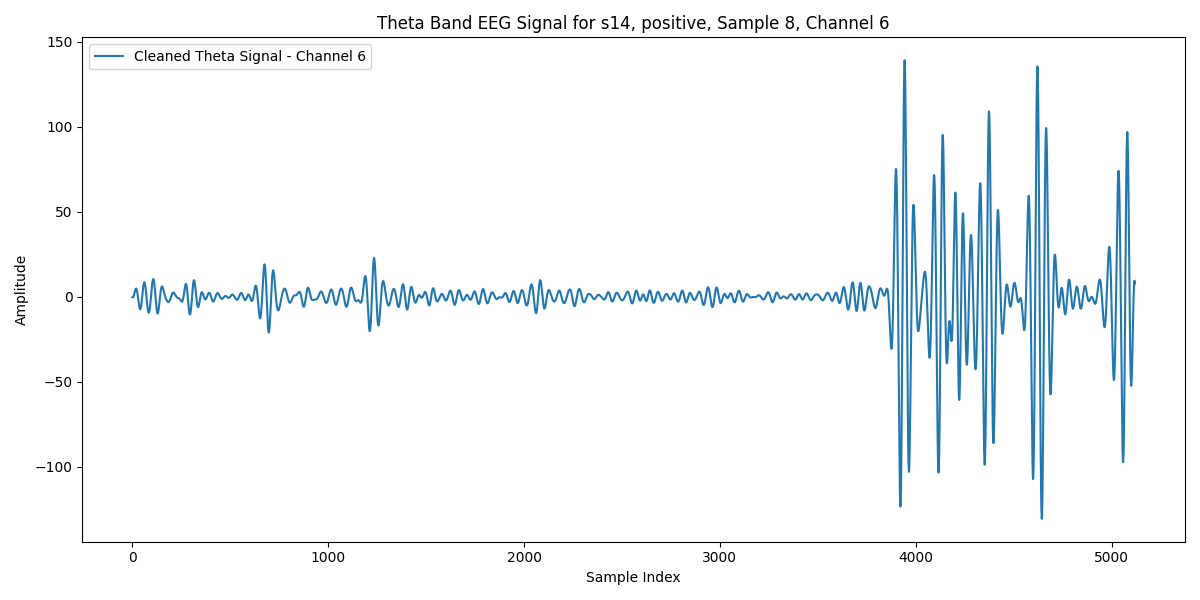 Theta Band EEG Signal for s14, positive, Sample 8, Channel 6
Cleaned Theta Signal - Channel 6
150
100
50
0
−50
−100
Amplitude
0 1000 2000 3000 4000 5000
Sample Index